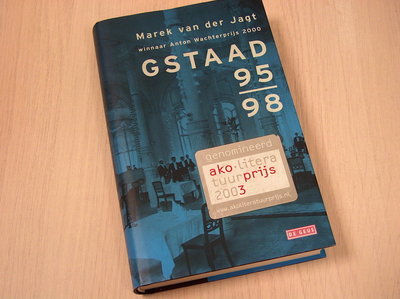 Marek van der Jagt
winnaar Anton Wachterprijs 2000
GSTAAD
95
98
genomineerd
ako·litera
tuurprijs
2003
www.akoliteratuurprijs.nl
DE GEUS